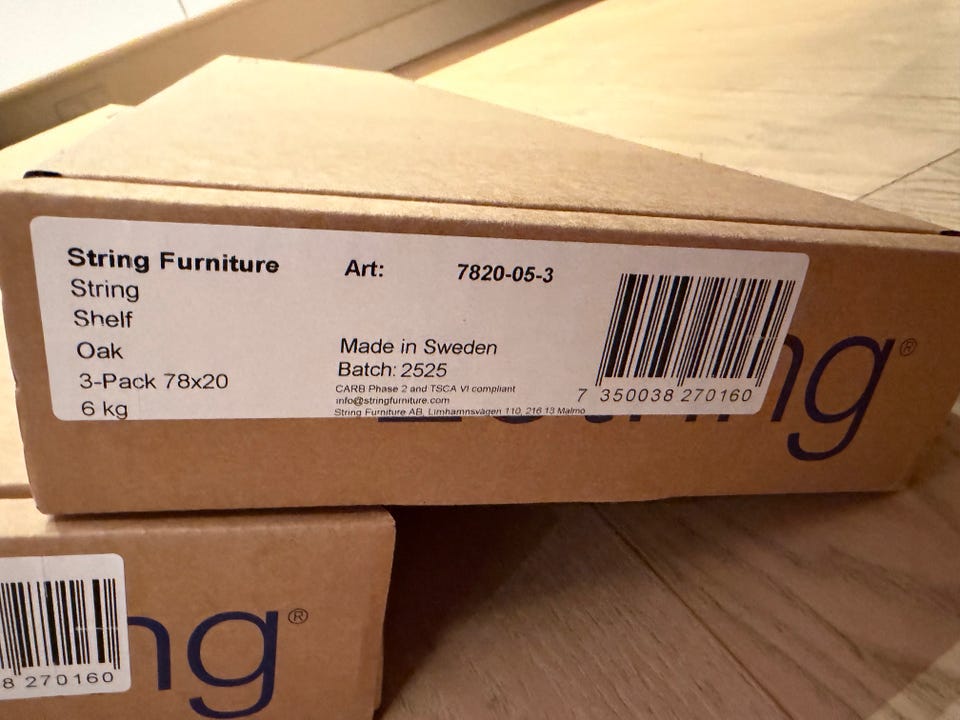 String Furniture
String
Shelf
Oak
3-Pack 78x20
6 kg
Art: 7820-05-3
Made in Sweden
Batch: 2525
CARB Phase 2 and TSCA VI compliant
info@stringfurniture.com
String Furniture AB, Limhamnsvägen 110, 216 13 Malmo
7 350038 270160
ng®
8 270160
ng®